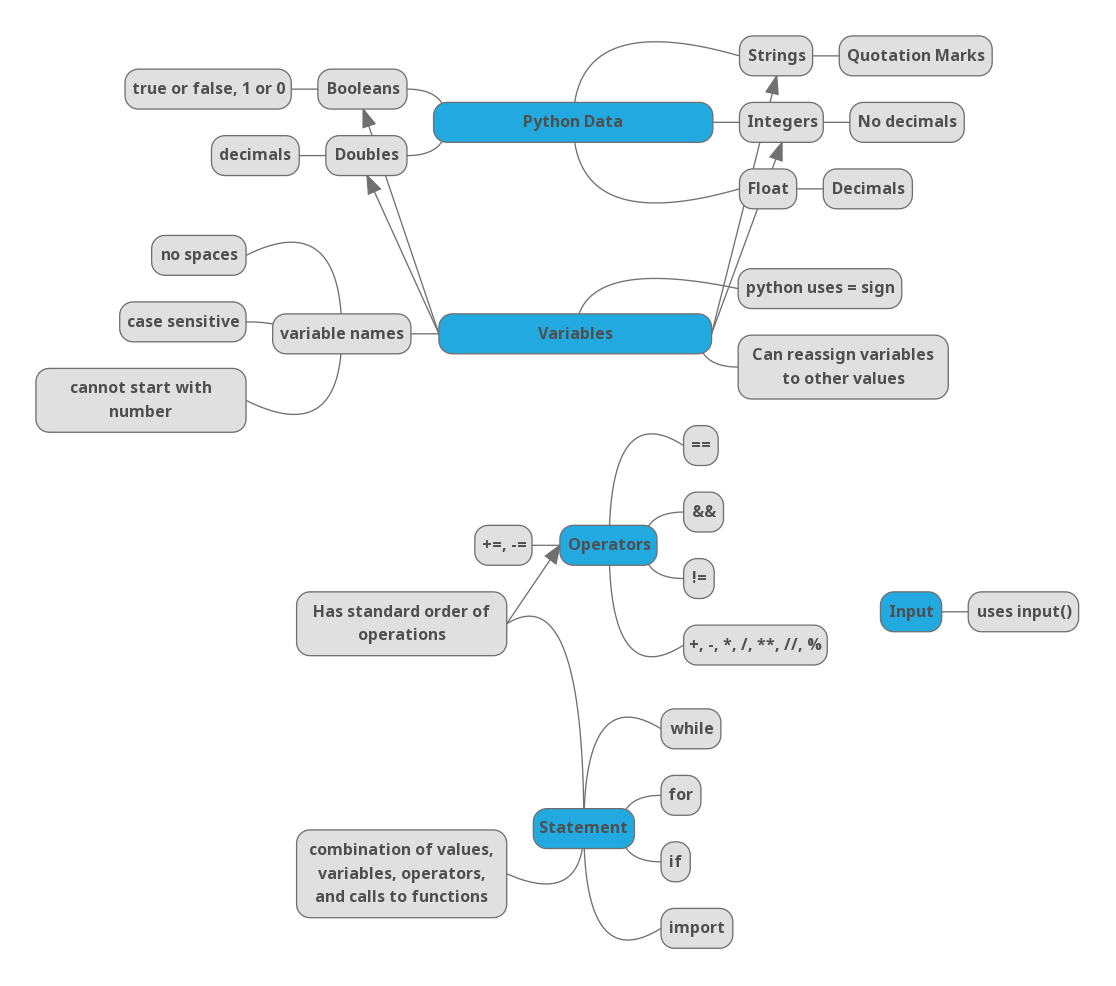 Strings
Quotation Marks
true or false, 1 or 0
Booleans
Python Data
Integers
No decimals
decimals
Doubles
Float
Decimals
no spaces
python uses = sign
case sensitive
variable names
Variables
Can reassign variables
to other values
cannot start with
number
==
&&
+=, -=
Operators
!=
Has standard order of
operations
Input
uses input()
+, -, *, /, **, //, %
while
for
Statement
combination of values,
variables, operators,
and calls to functions
if
import